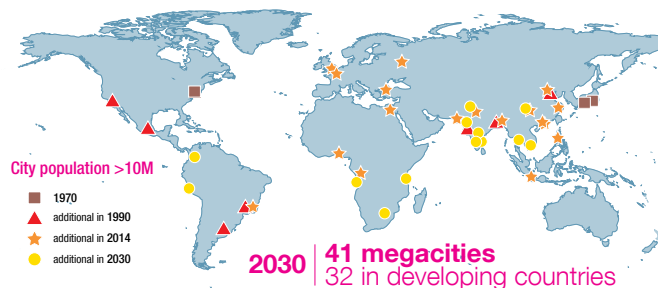 City population >10M
1970
additional in 1990
additional in 2014
additional in 2030
2030
41 megacities
32 in developing countries